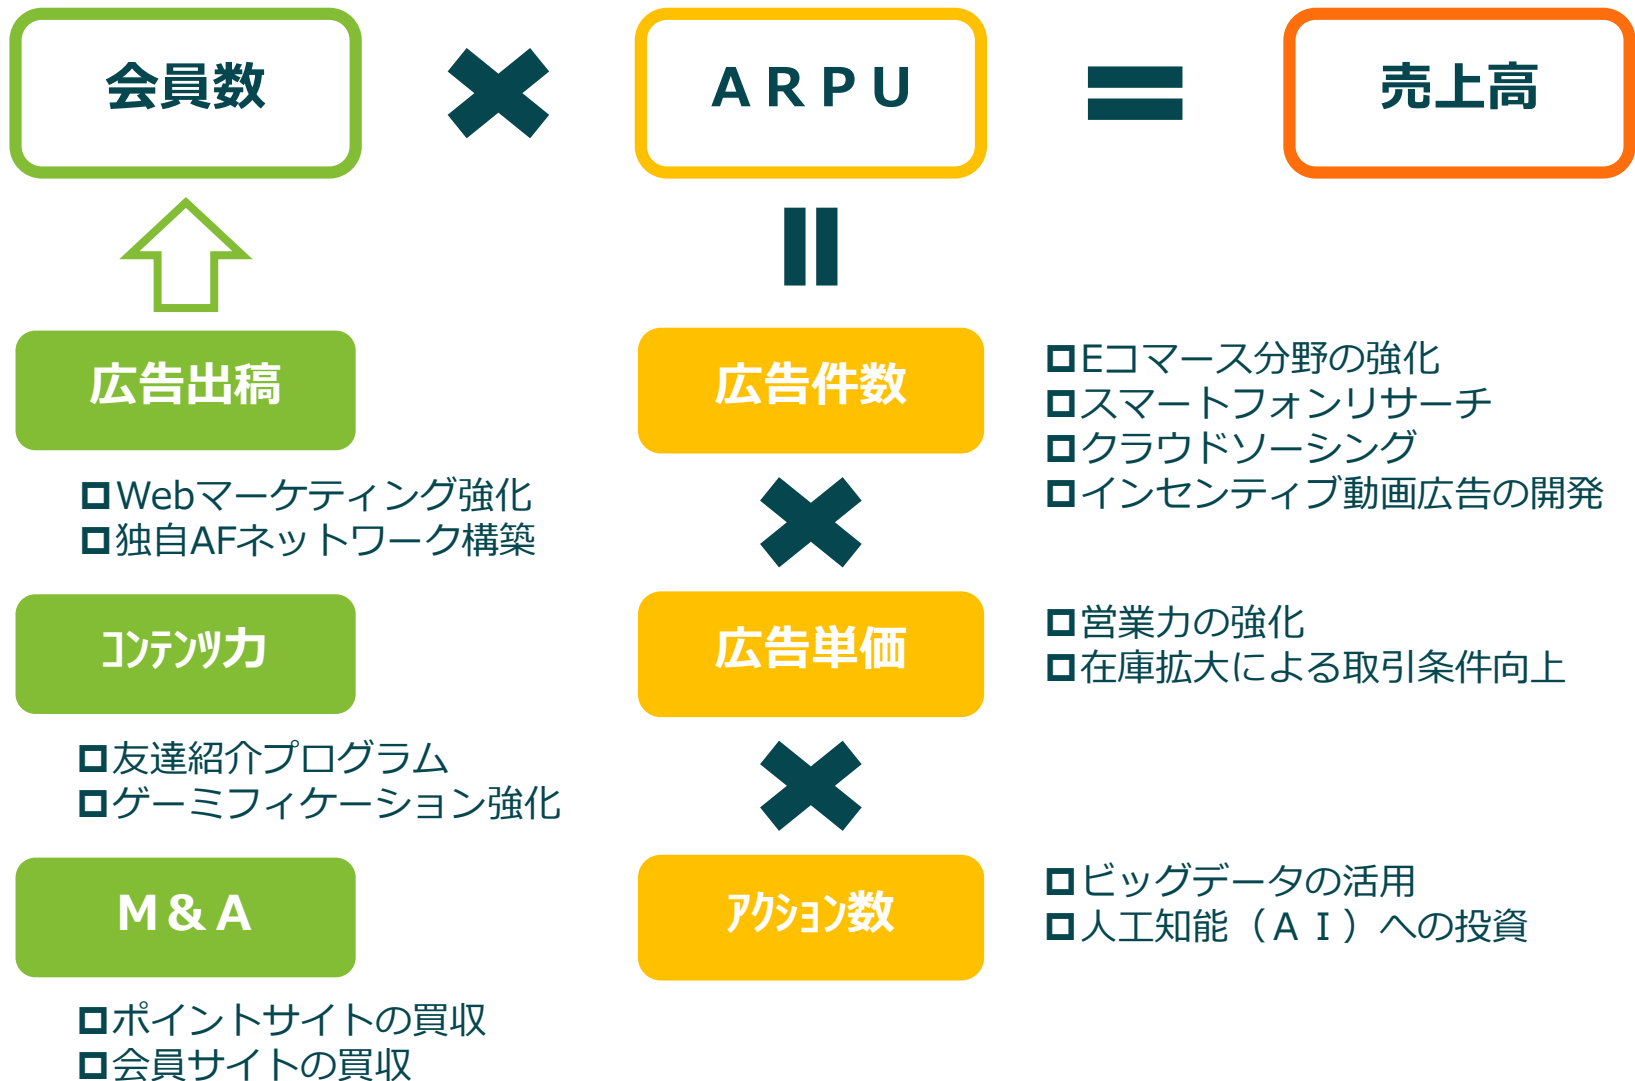 会員数
ＡＲＰＵ
売上高
広告出稿
Webマーケティング強化
独自AFネットワーク構築
ｺﾝﾃﾝﾂ力
友達紹介プログラム
ゲーミフィケーション強化
Ｍ＆Ａ
ポイントサイトの買収
会員サイトの買収
広告件数
Eコマース分野の強化
スマートフォンリサーチ
クラウドソーシング
インセンティブ動画広告の開発
広告単価
営業力の強化
在庫拡大による取引条件向上
ｱｸｼｮﾝ数
ビッグデータの活用
人工知能（ＡＩ）への投資